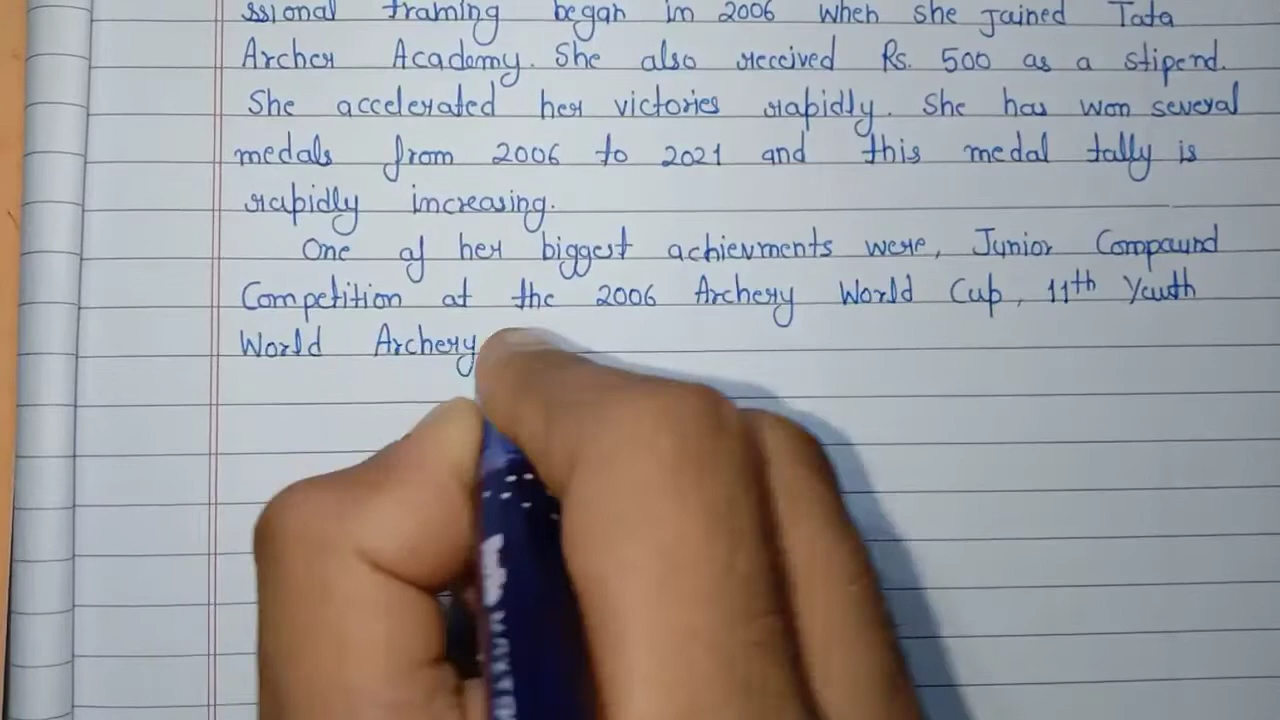 ssional training began in 2006 when she joined Tata
Archer Academy. She also received Rs. 500 as a stipend.
She accelerated her victories rapidly. She has won several
medals from 2006 to 2021 and this medal tally is
rapidly increasing.
One of her biggest achievments were, Junior Compound
Competition at the 2006 Archery World Cup, 11th Youth
World Archery